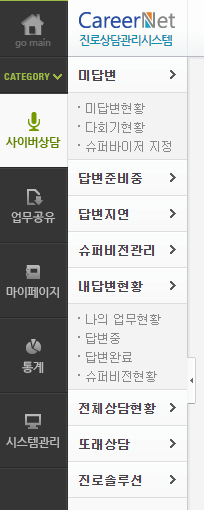 go main
CATEGORY
사이버상담
업무공유
마이페이지
통계
시스템관리
CareerNet
진로상담관리시스템
미답변
· 미답변현황
· 다회기현황
· 슈퍼바이저 지정
답변준비중
답변지연
슈퍼비전관리
내답변현황
· 나의 업무현황
· 답변중
· 답변완료
· 슈퍼비전현황
전체상담현황
또래상담
진로솔루션